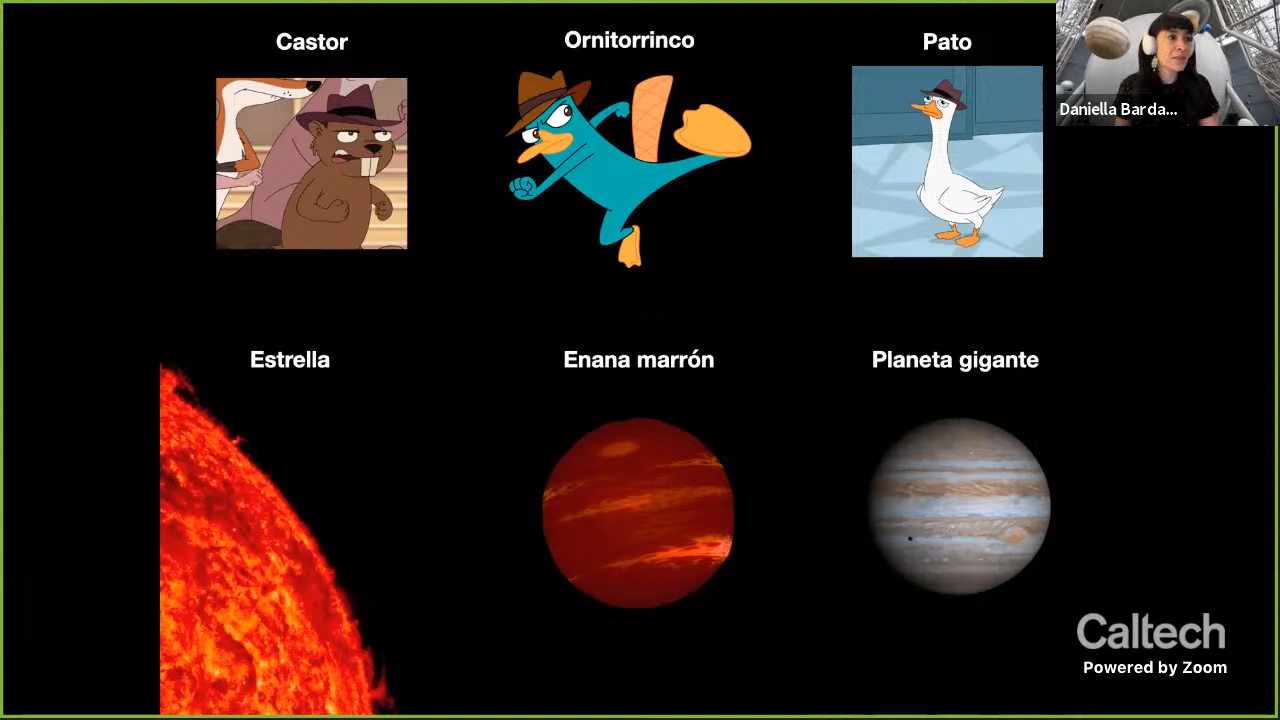 Castor
Ornitorrinco
Pato
Daniella Barda...
Estrella
Enana marrón
Planeta gigante
Caltech
Powered by Zoom